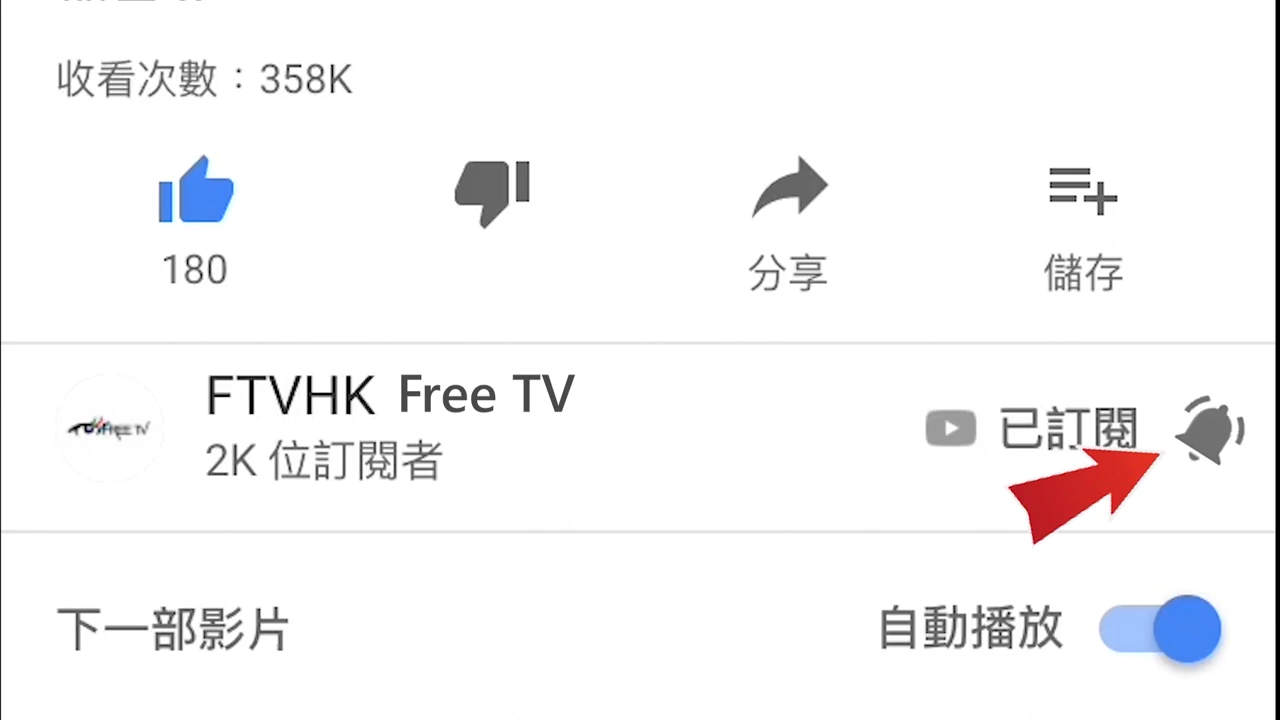 收看次數：358K
180
分享
儲存
FTVHK Free TV
2K 位訂閱者
已訂閱
下一部影片
自動播放